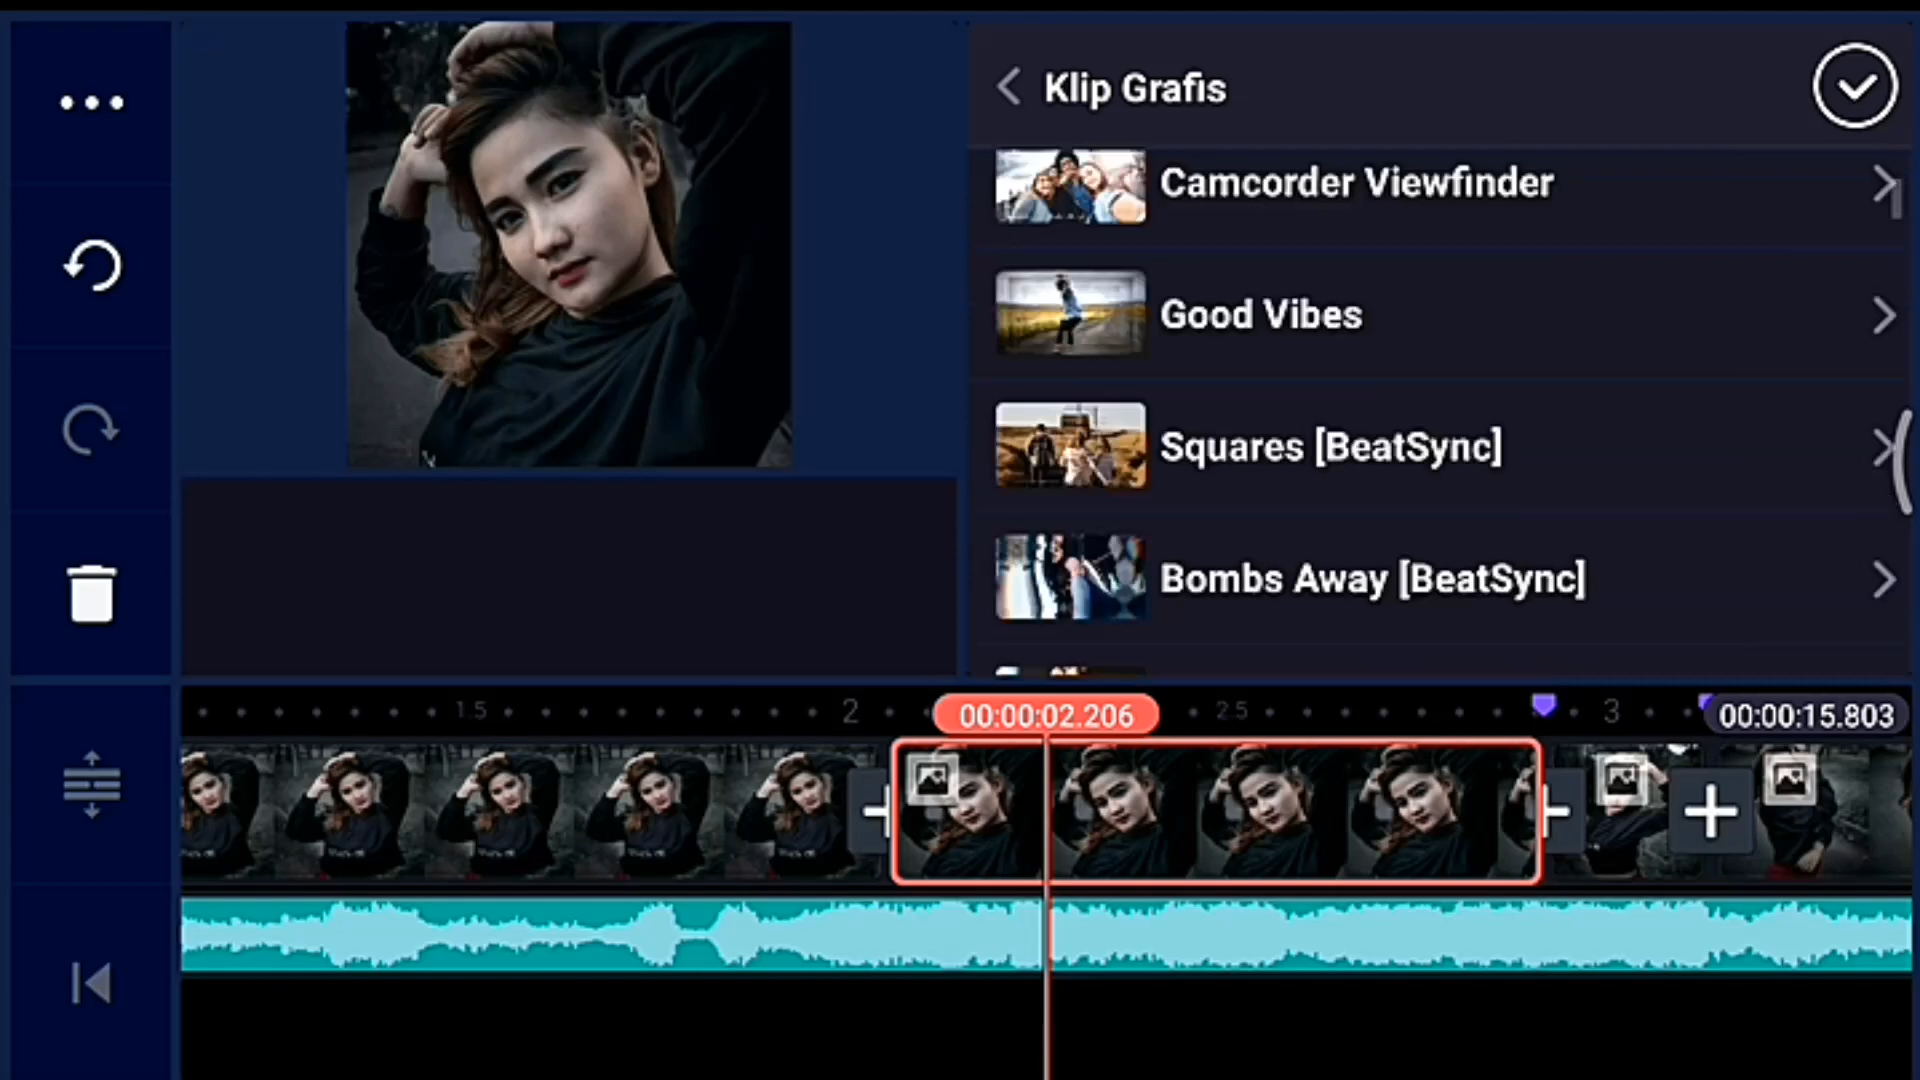 Klip Grafis
Camcorder Viewfinder
Good Vibes
Squares [BeatSync]
Bombs Away [BeatSync]
1.5
2
00:00:02.206
2.5
3
00:00:15.803